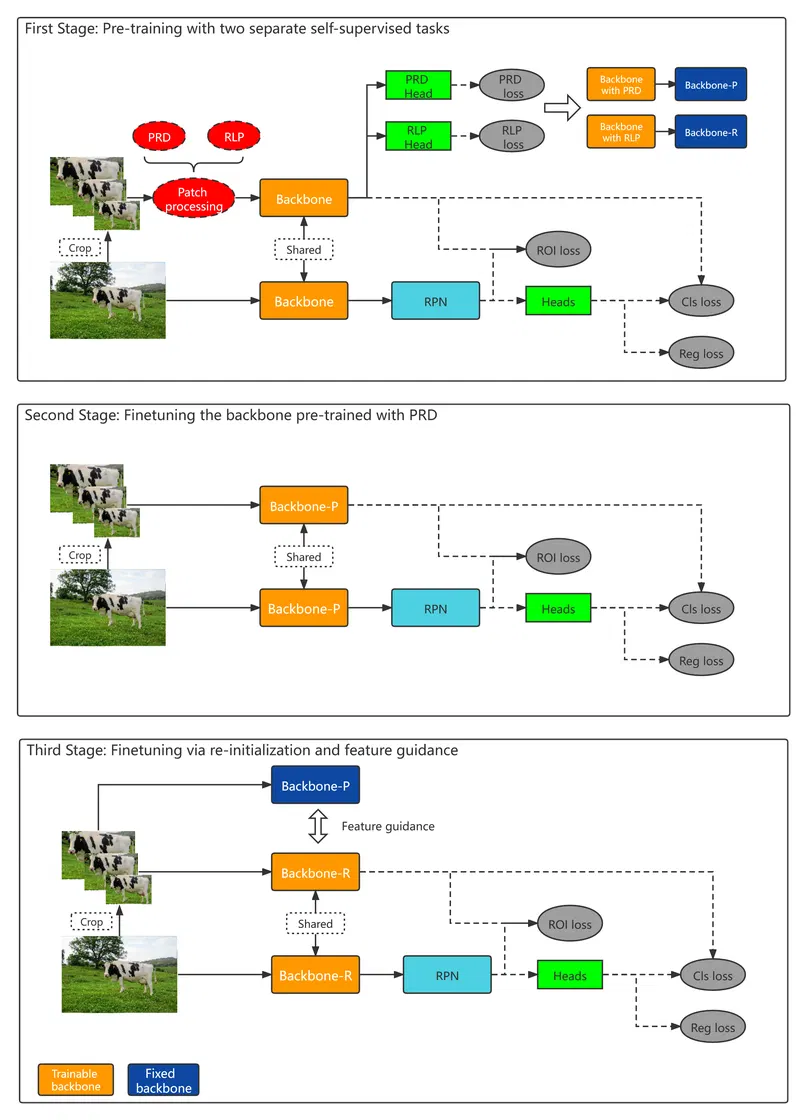 First Stage: Pre-training with two separate self-supervised tasks
PRD
Head
PRD
loss
Backbone
with PRD
Backbone-P
RLP
Head
RLP
loss
Backbone
with RLP
Backbone-R
PRD
RLP
Patch
processing
Backbone
Crop
Shared
ROI loss
Backbone
RPN
Heads
Cls loss
Reg loss
Second Stage: Finetuning the backbone pre-trained with PRD
Backbone-P
Crop
Shared
ROI loss
Backbone-P
RPN
Heads
Cls loss
Reg loss
Third Stage: Finetuning via re-initialization and feature guidance
Backbone-P
Feature guidance
Backbone-R
Crop
Shared
ROI loss
Backbone-R
RPN
Heads
Cls loss
Reg loss
Trainable
backbone
Fixed
backbone